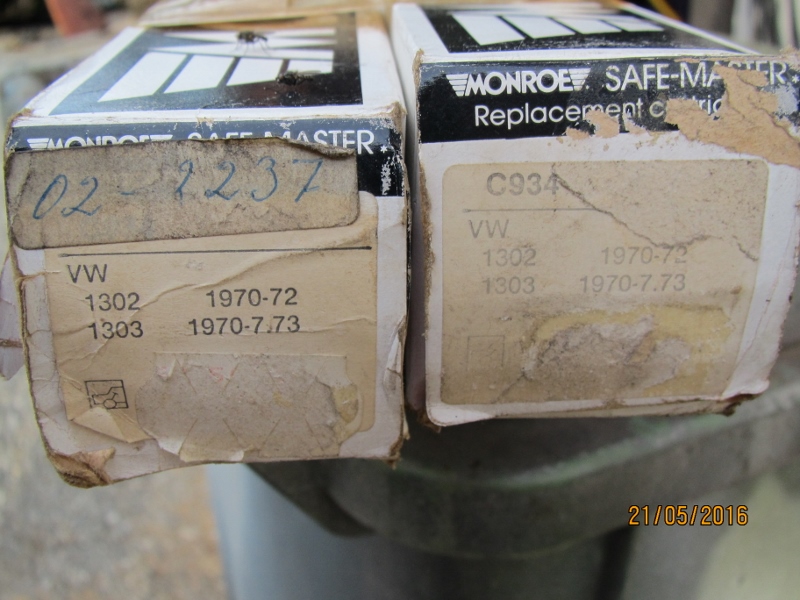 MONROE SAFE-MASTER
02-2237
VW
1302 1970-72
1303 1970-7.73
MONROE SAFE-MASTER
Replacement
C934
VW
1302 1970-72
1303 1970-7.73
21/05/2016